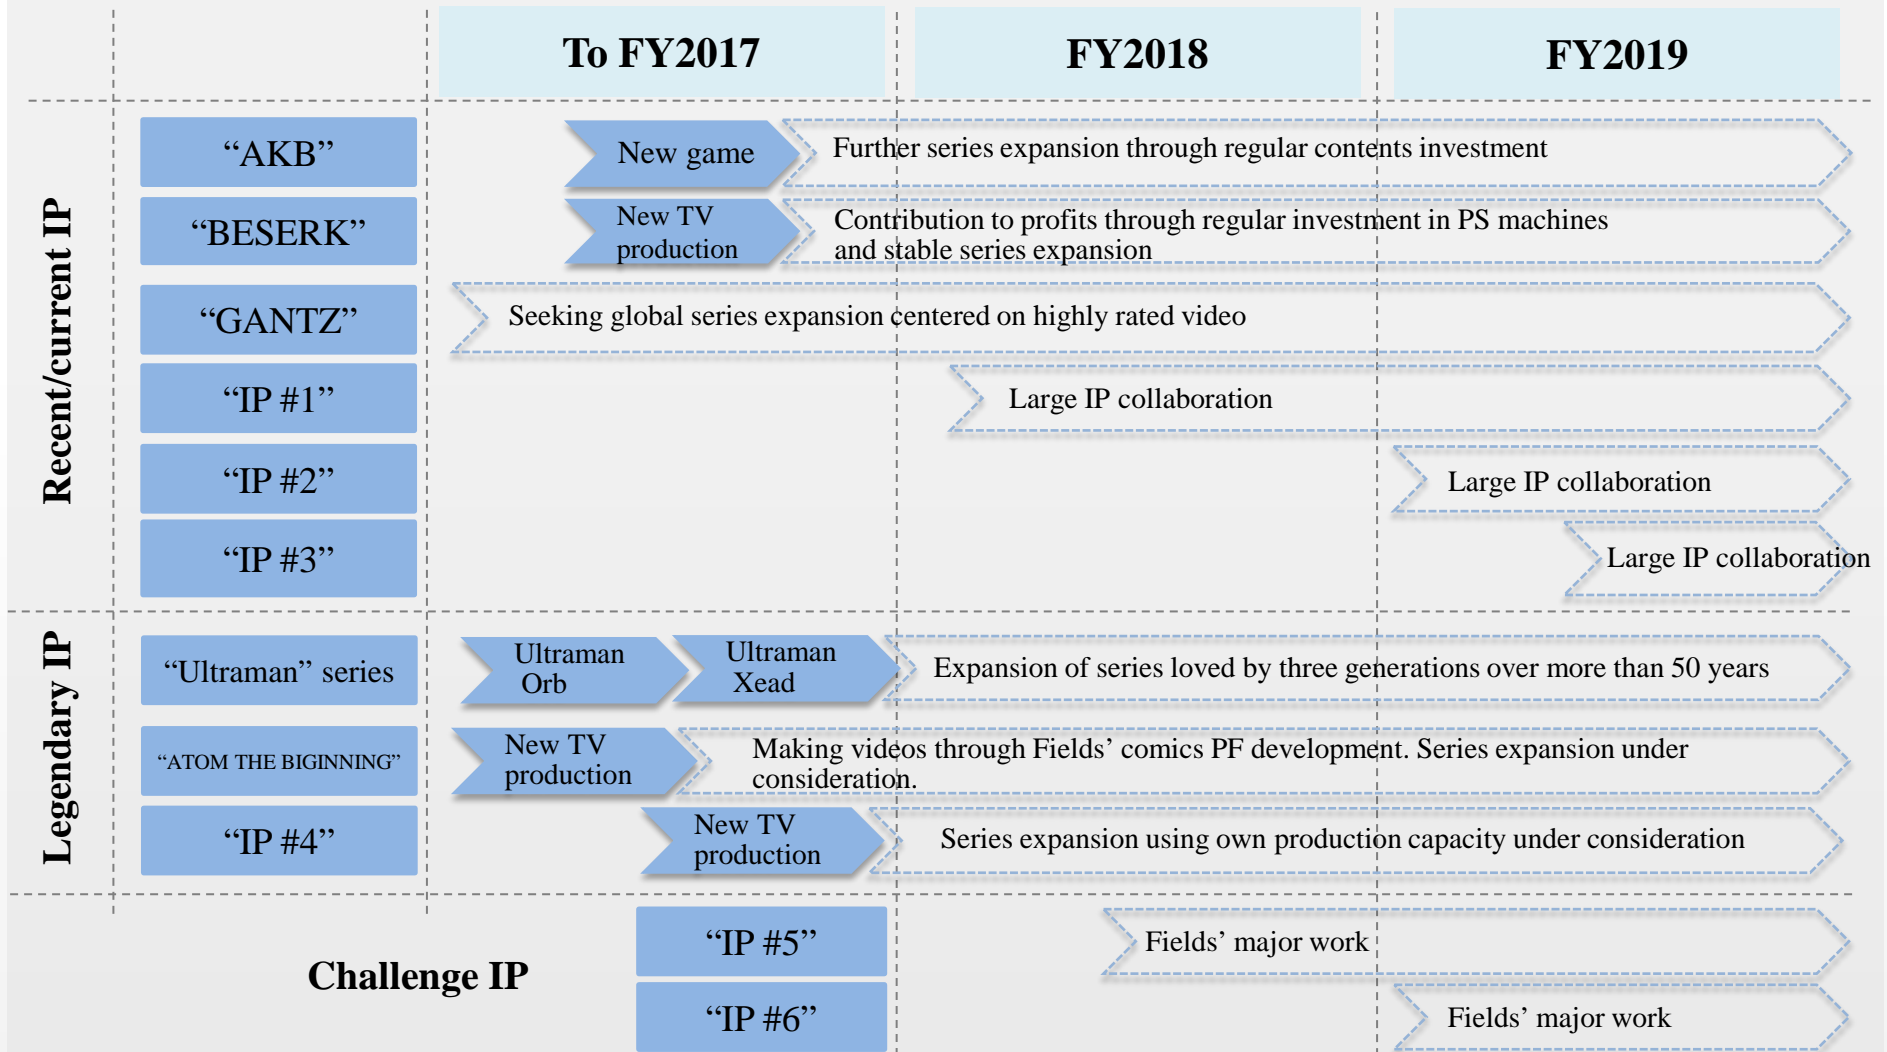 To FY2017
FY2018
FY2019
Recent/current IP
“AKB”
New game
Further series expansion through regular contents investment
“BESERK”
New TV
production
Contribution to profits through regular investment in PS machines
and stable series expansion
“GANTZ”
Seeking global series expansion centered on highly rated video
“IP #1”
Large IP collaboration
“IP #2”
Large IP collaboration
“IP #3”
Large IP collaboration
Legendary IP
“Ultraman” series
Ultraman
Orb
Ultraman
Xead
Expansion of series loved by three generations over more than 50 years
“ATOM THE BIGINNING”
New TV
production
Making videos through Fields’ comics PF development. Series expansion under
consideration.
“IP #4”
New TV
production
Series expansion using own production capacity under consideration
Challenge IP
“IP #5”
Fields’ major work
“IP #6”
Fields’ major work